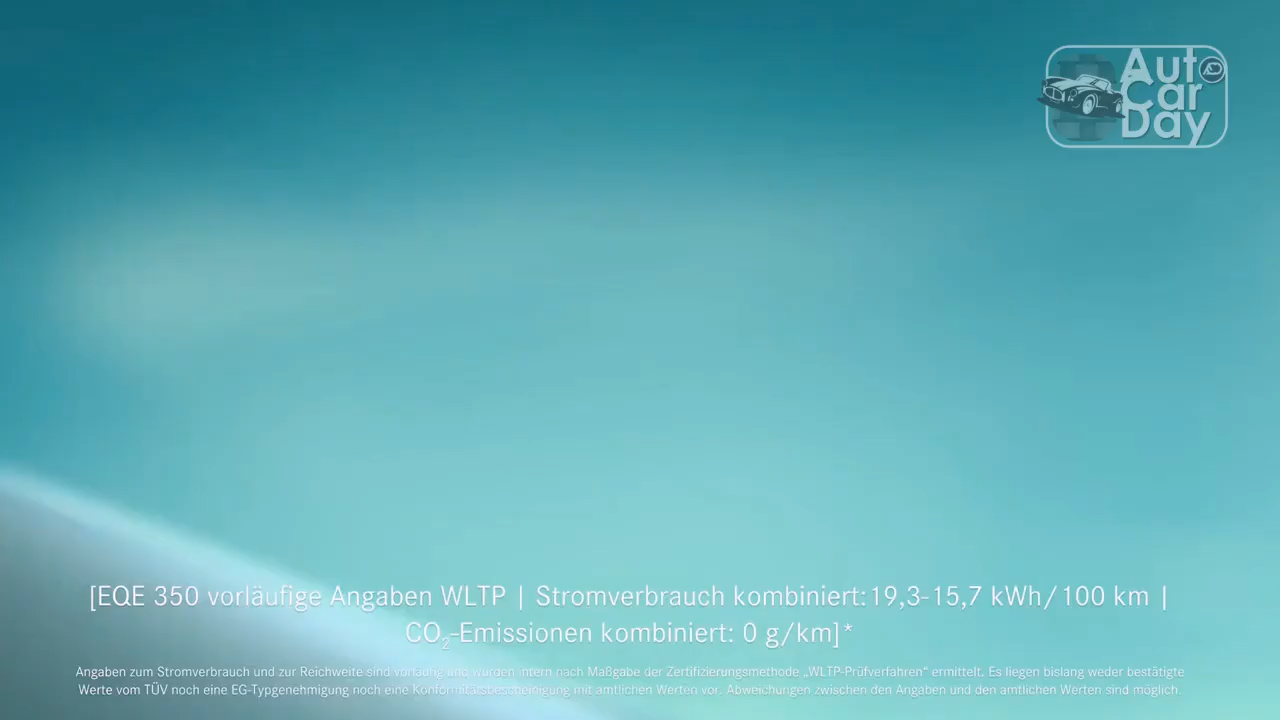 Aut
Car
Day
[EQE 350 vorläufige Angaben WLTP | Stromverbrauch kombiniert: 19,3-15,7 kWh/100 km |
CO₂-Emissionen kombiniert: 0 g/km]*
Angaben zum Stromverbrauch und zur Reichweite sind vorläufig und wurden intern nach Maßgabe der Zertifizierungsmethode „WLTP-Prüfverfahren“ ermittelt. Es liegen bislang weder bestätigte
Werte vom TÜV noch eine EG-Typgenehmigung noch eine Konformitätsbescheinigung mit amtlichen Werten vor. Abweichungen zwischen den Angaben und den amtlichen Werten sind möglich.